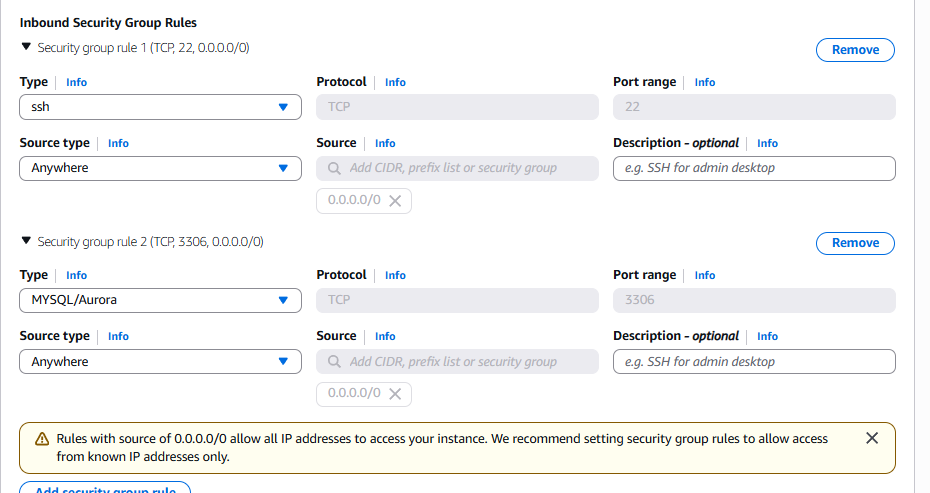 Inbound Security Group Rules
Security group rule 1 (TCP, 22, 0.0.0.0/0)
Remove
Type Info Protocol Info Port range Info
ssh TCP 22
Source type Info Source Info Description - optional Info
Anywhere Add CIDR, prefix list or security group e.g. SSH for admin desktop
0.0.0.0/0
Security group rule 2 (TCP, 3306, 0.0.0.0/0)
Remove
Type Info Protocol Info Port range Info
MYSQL/Aurora TCP 3306
Source type Info Source Info Description - optional Info
Anywhere Add CIDR, prefix list or security group e.g. SSH for admin desktop
0.0.0.0/0
Rules with source of 0.0.0.0/0 allow all IP addresses to access your instance. We recommend setting security group rules to allow access
from known IP addresses only.
Add security group rule